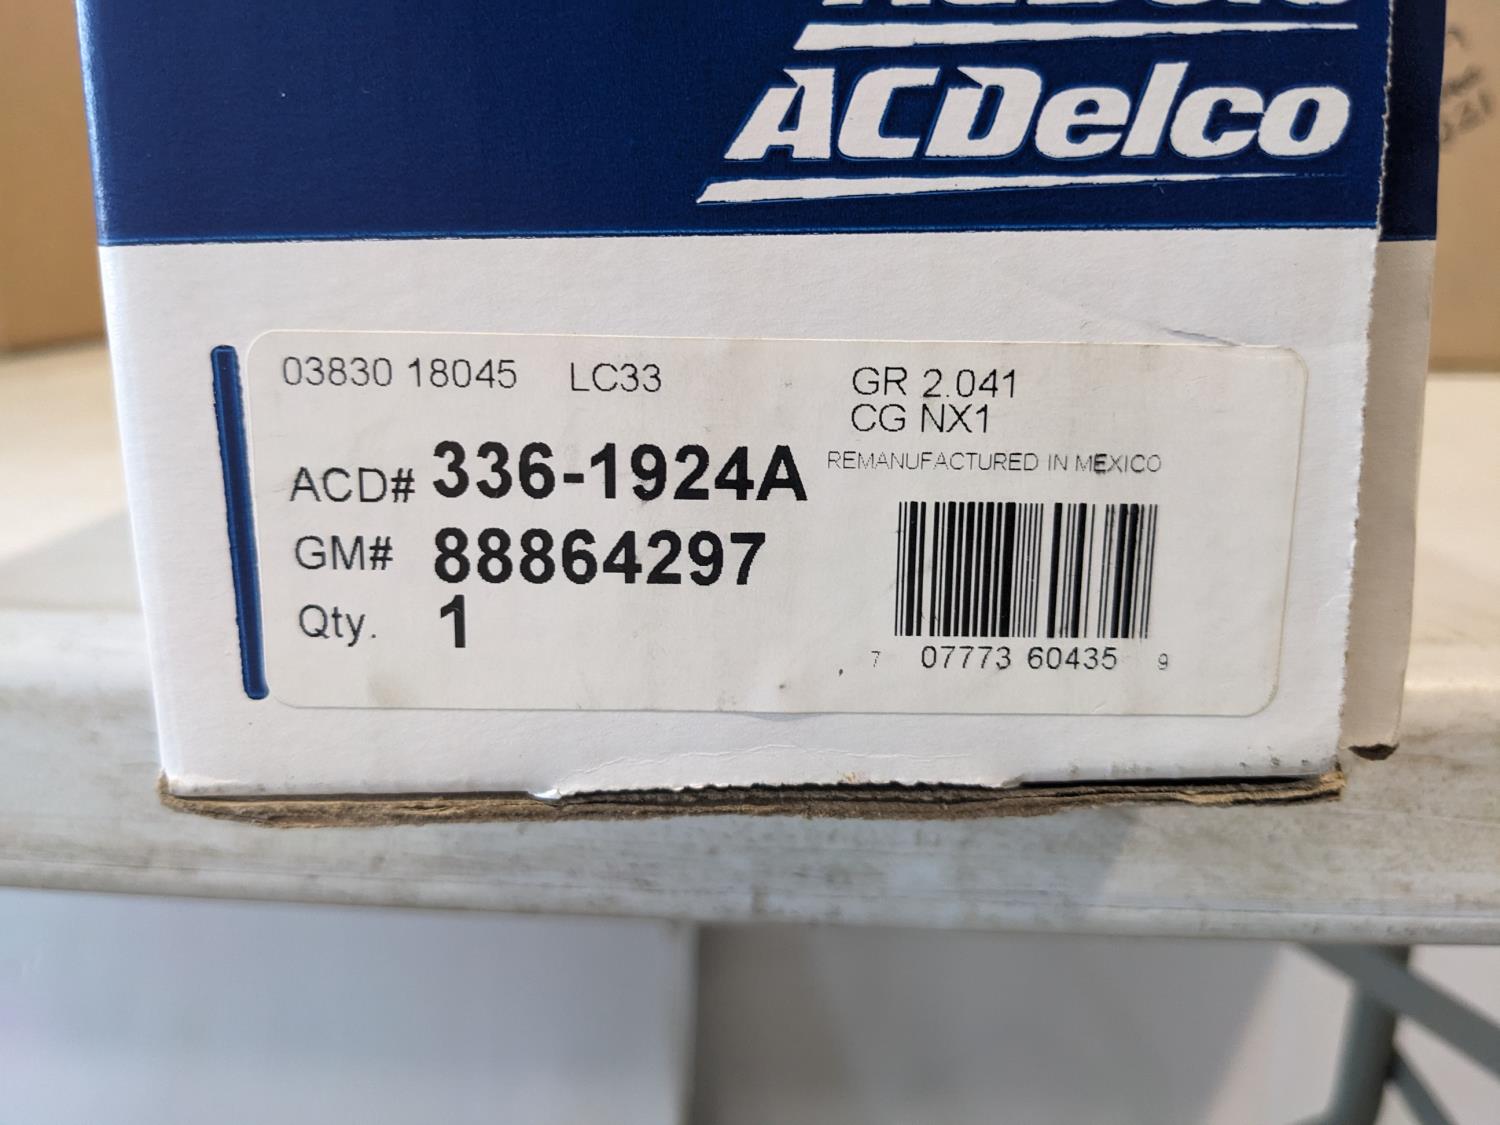 ACDelco
03830 18045 LC33
GR 2.041
CG NX1
REMANUFACTURED IN MEXICO
ACD# 336-1924A
GM# 88864297
Qty. 1
7 07773 60435 9